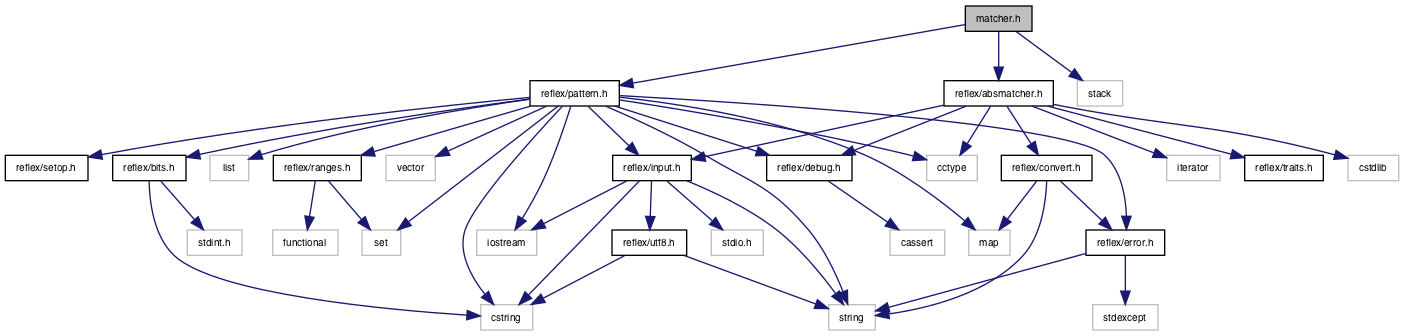 matcher.h
reflex/pattern.h
reflex/absmatcher.h
stack
reflex/setop.h
reflex/bits.h
list
reflex/ranges.h
vector
reflex/input.h
reflex/debug.h
cctype
reflex/convert.h
iterator
reflex/traits.h
cstdlib
stdint.h
functional
set
iostream
reflex/utf8.h
stdio.h
cassert
map
reflex/error.h
cstring
string
stdexcept